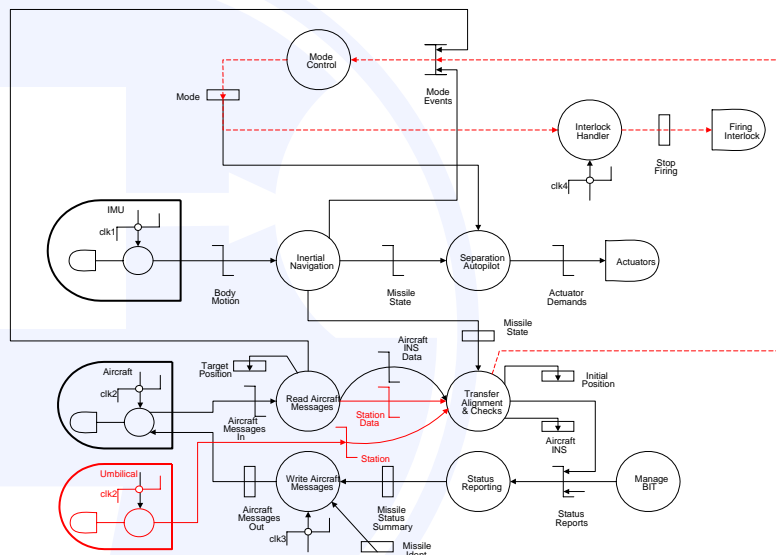 Mode
Control
Mode
Events
Mode
Interlock
Handler
Firing
Interlock
Stop
Firing
clk4
IMU
clk1
Body
Motion
Inertial
Navigation
Missile
State
Separation
Autopilot
Actuator
Demands
Actuators
Missile
State
Aircraft
clk2
Target
Position
Aircraft
INS
Data
Initial
Position
Read Aircraft
Messages
Transfer
Alignment
& Checks
Aircraft
Messages
In
Station
Data
Aircraft
INS
Station
Umbilical
clk2
Write Aircraft
Messages
Status
Reporting
Manage
BIT
Aircraft
Messages
Out
Missile
Status
Summary
Status
Reports
clk3
Missile
Ident